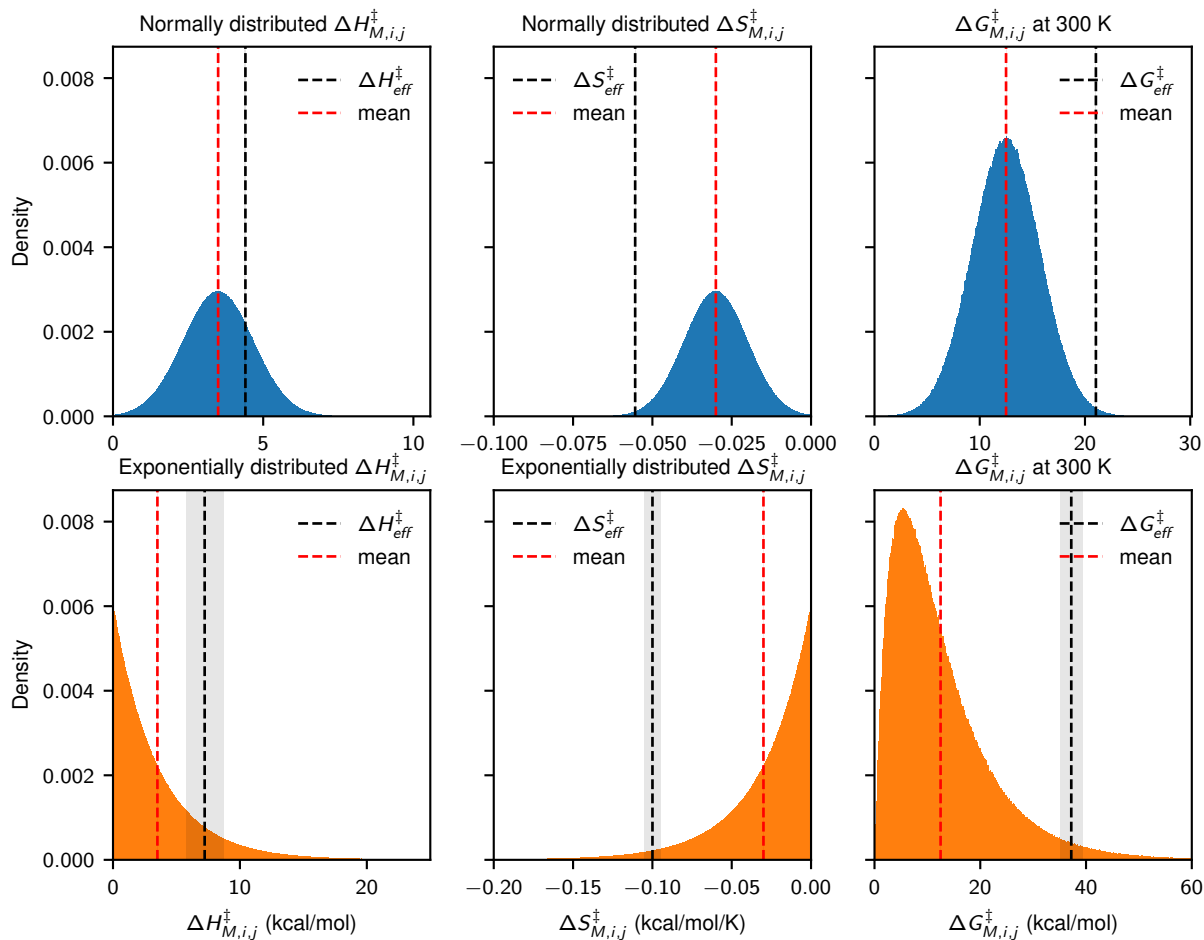 Normally distributed ΔH‡M,i,j
Normally distributed ΔS‡M,i,j
ΔG‡M,i,j at 300 K
Density
0.008
0.006
0.004
0.002
0.000
ΔH‡eff
mean
0
5
10
ΔS‡eff
mean
−0.100
−0.075
−0.050
−0.025
0.000
ΔG‡eff
mean
0
10
20
30
Exponentially distributed ΔH‡M,i,j
Exponentially distributed ΔS‡M,i,j
ΔG‡M,i,j at 300 K
Density
0.008
0.006
0.004
0.002
0.000
ΔH‡eff
mean
0
10
20
ΔH‡M,i,j (kcal/mol)
ΔS‡eff
mean
−0.20
−0.15
−0.10
−0.05
0.00
ΔS‡M,i,j (kcal/mol/K)
ΔG‡eff
mean
0
20
40
60
ΔG‡M,i,j (kcal/mol)